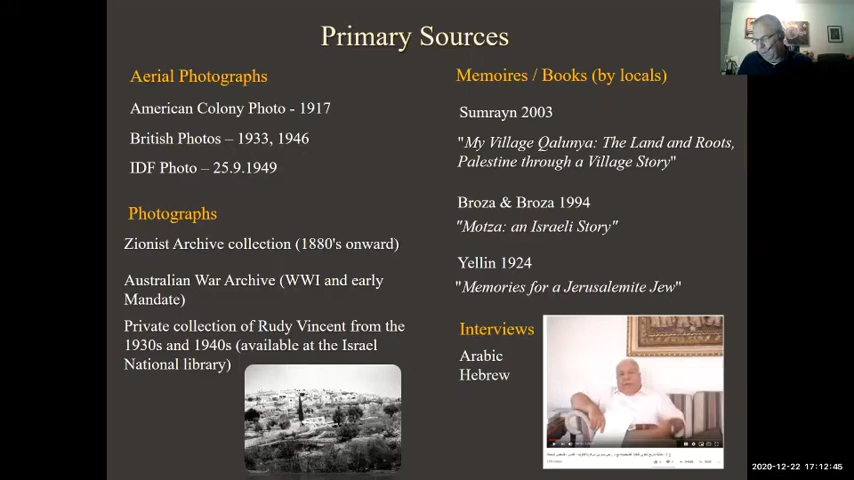 Primary Sources
Aerial Photographs
American Colony Photo - 1917
British Photos – 1933, 1946
IDF Photo – 25.9.1949
Photographs
Zionist Archive collection (1880's onward)
Australian War Archive (WWI and early
Mandate)
Private collection of Rudy Vincent from the
1930s and 1940s (available at the Israel
National library)
Memoires / Books (by locals)
Sumrayn 2003
"My Village Qalunya: The Land and Roots,
Palestine through a Village Story"
Broza & Broza 1994
"Motza: an Israeli Story"
Yellin 1924
"Memories for a Jerusalemite Jew"
Interviews
Arabic
Hebrew
2020-12-22 17:12:45